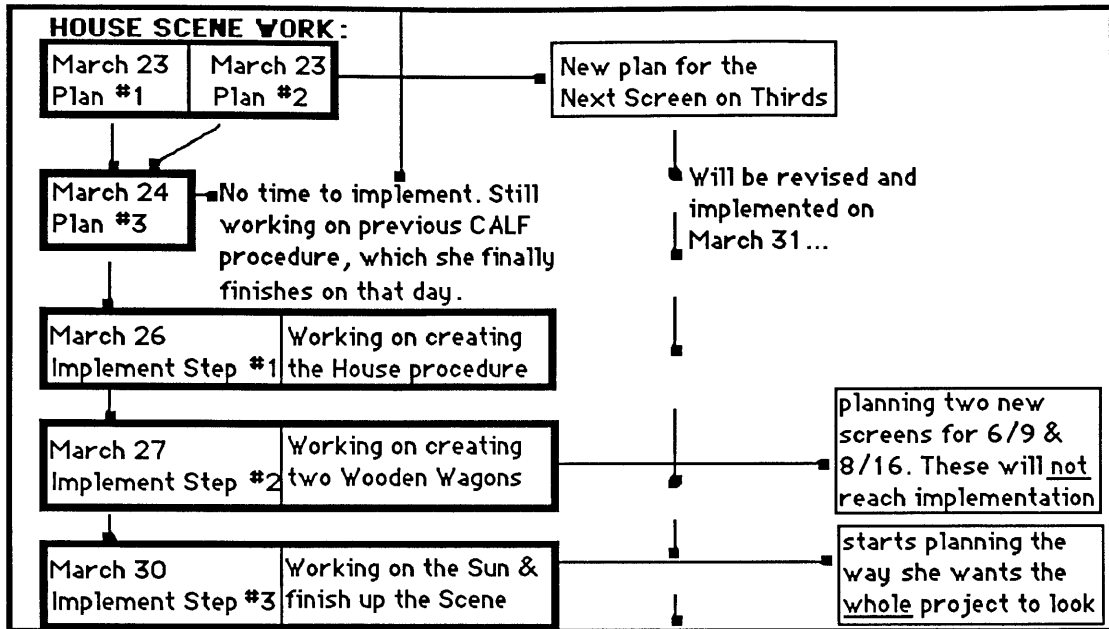 HOUSE SCENE WORK:
March 23
Plan #1
March 23
Plan #2
New plan for the
Next Screen on Thirds
March 24
Plan #3
No time to implement. Still
working on previous CALF
procedure, which she finally
finishes on that day.
Will be revised and
implemented on
March 31...
March 26
Implement Step #1
Working on creating
the House procedure
March 27
Implement Step #2
Working on creating
two Wooden Wagons
planning two new
screens for 6/9 &
8/16. These will not
reach implementation
March 30
Implement Step #3
Working on the Sun &
finish up the Scene
starts planning the
way she wants the
whole project to look